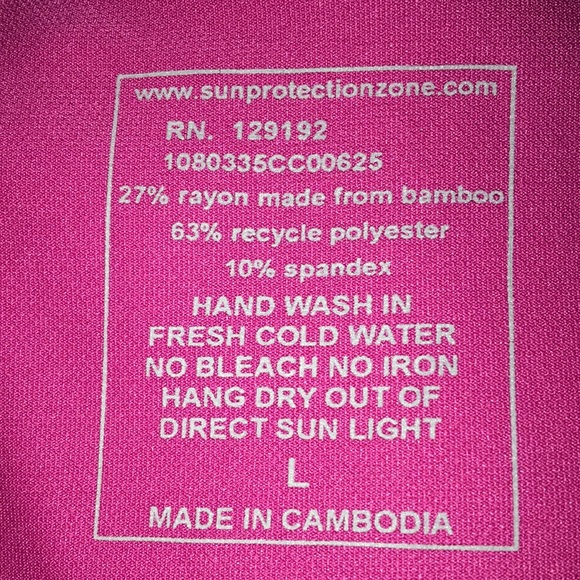 www.sunprotectionzone.com
RN. 129192
1080335CC00625
27% rayon made from bamboo
63% recycle polyester
10% spandex
HAND WASH IN
FRESH COLD WATER
NO BLEACH NO IRON
HANG DRY OUT OF
DIRECT SUN LIGHT
L
MADE IN CAMBODIA